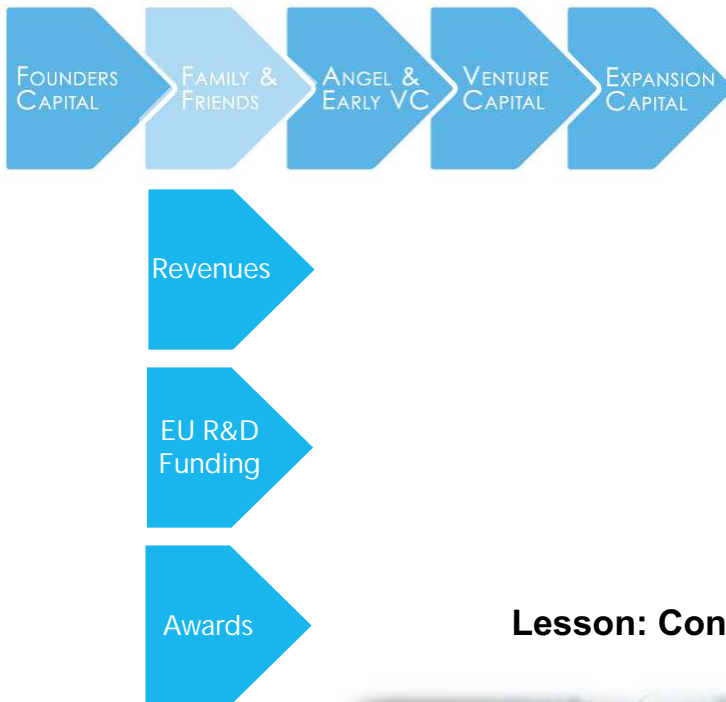 FOUNDERS
CAPITAL
FAMILY &
FRIENDS
ANGEL &
EARLY VC
VENTURE
CAPITAL
EXPANSION
CAPITAL
Revenues
EU R&D
Funding
Awards
Lesson: Con